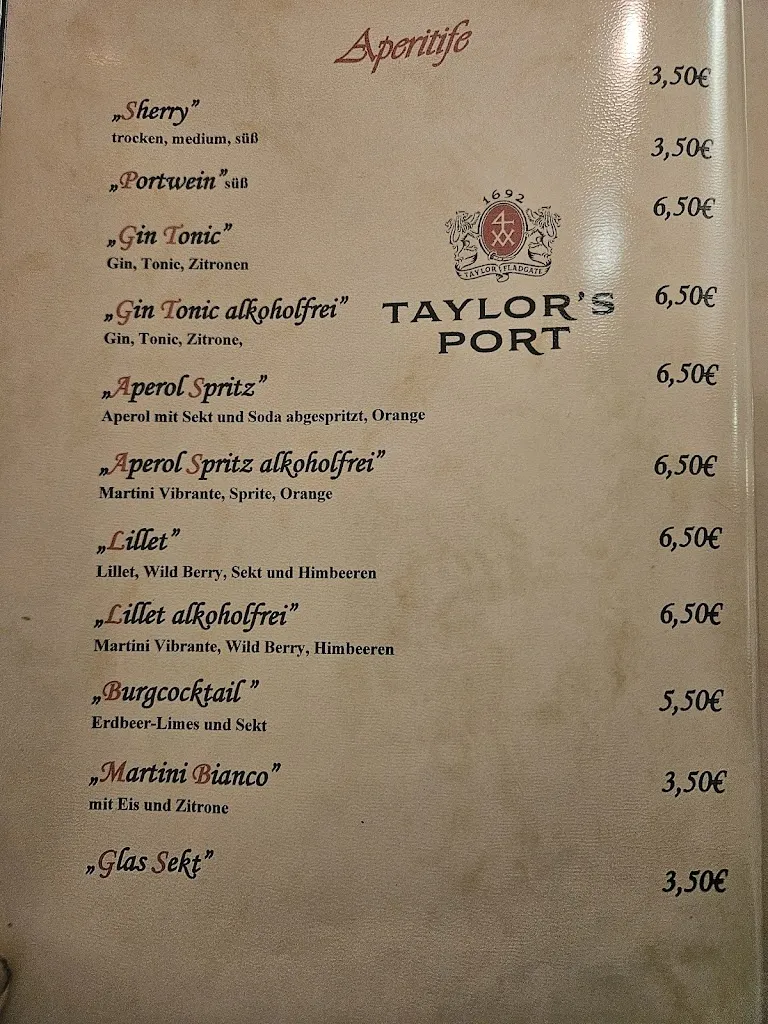 Aperitife
„Sherry” 3,50€
trocken, medium, süß
„Portwein” süß 3,50€
1692
4
XX
TAYLOR FLADGATE
TAYLOR'S
PORT
„Gin Tonic” 6,50€
Gin, Tonic, Zitronen
„Gin Tonic alkoholfrei” 6,50€
Gin, Tonic, Zitrone,
„Aperol Spritz” 6,50€
Aperol mit Sekt und Soda abgespritzt, Orange
„Aperol Spritz alkoholfrei” 6,50€
Martini Vibrante, Sprite, Orange
„Lillet” 6,50€
Lillet, Wild Berry, Sekt und Himbeeren
„Lillet alkoholfrei” 6,50€
Martini Vibrante, Wild Berry, Himbeeren
„Burgcocktail ” 5,50€
Erdbeer-Limes und Sekt
„Martini Bianco” 3,50€
mit Eis und Zitrone
„Glas Sekt” 3,50€